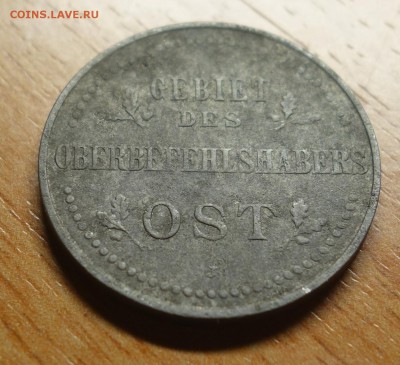 COINS.LAVE.RU
GEBIET
DES
OBERBEFEHLSHABERS
OST
J